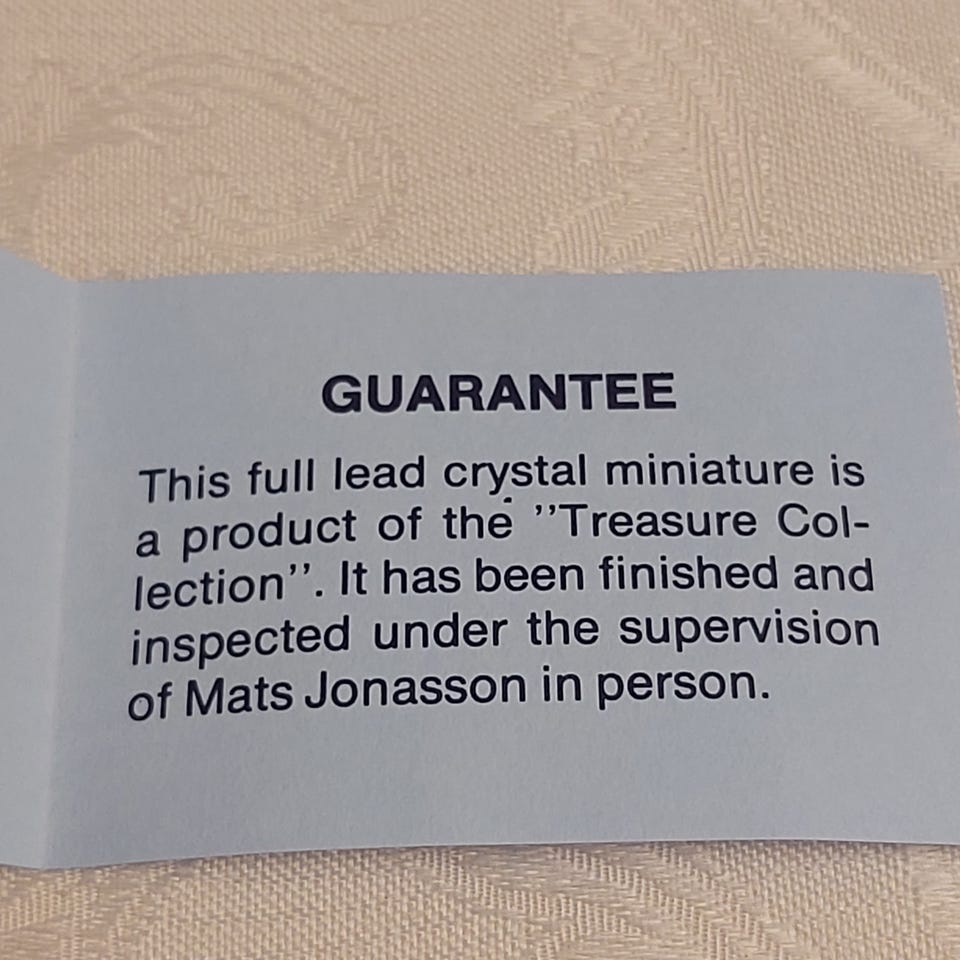 GUARANTEE
This full lead crystal miniature is
a product of the ’’Treasure Col-
lection’’. It has been finished and
inspected under the supervision
of Mats Jonasson in person.